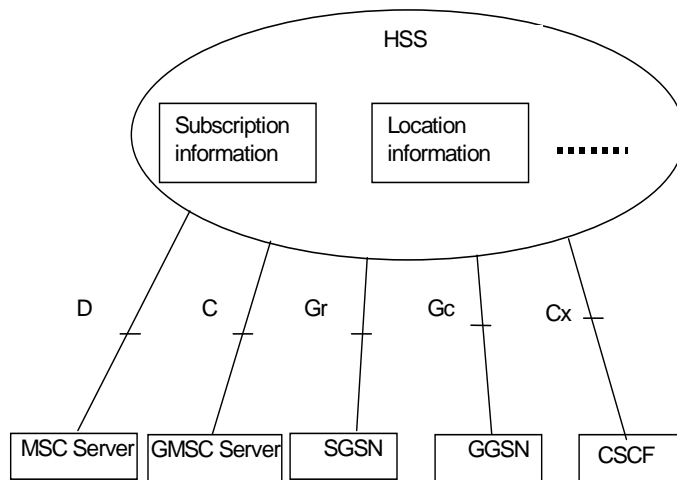 HSS
Subscription
information
Location
information
D
C
Gr
Gc
Cx
MSC Server
GMSC Server
SGSN
GGSN
CSCF